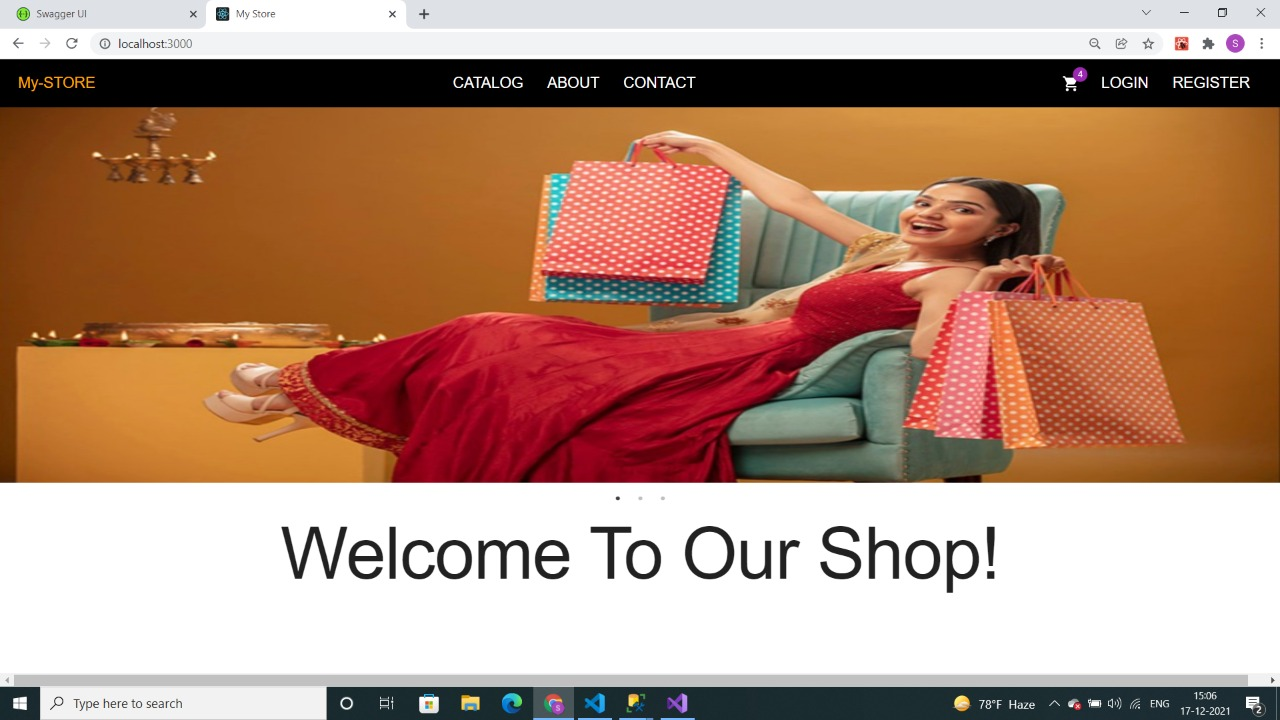 Swagger UI
My Store
localhost:3000
S
My-STORE
CATALOG
ABOUT
CONTACT
4
LOGIN
REGISTER
Welcome To Our Shop!
Type here to search
S
78°F Haze
ENG
15:06
17-12-2021
2